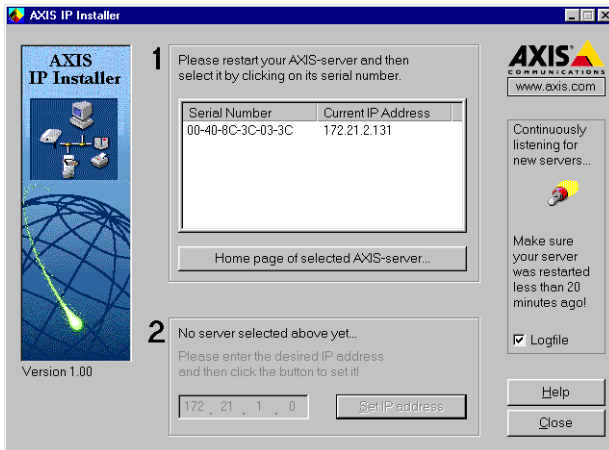 AXIS IP Installer
AXIS
IP Installer
Version 1.00
1
Please restart your AXIS-server and then
select it by clicking on its serial number.
Serial Number Current IP Address
00-40-8C-3C-03-3C 172.21.2.131
Home page of selected AXIS-server...
2
No server selected above yet...
Please enter the desired IP address
and then click the button to set it!
172 . 21 . 1 . 0
Set IP address
AXIS
COMMUNICATIONS
www.axis.com
Continuously
listening for
new servers...
Make sure
your server
was restarted
less than 20
minutes ago!
Logfile
Help
Close